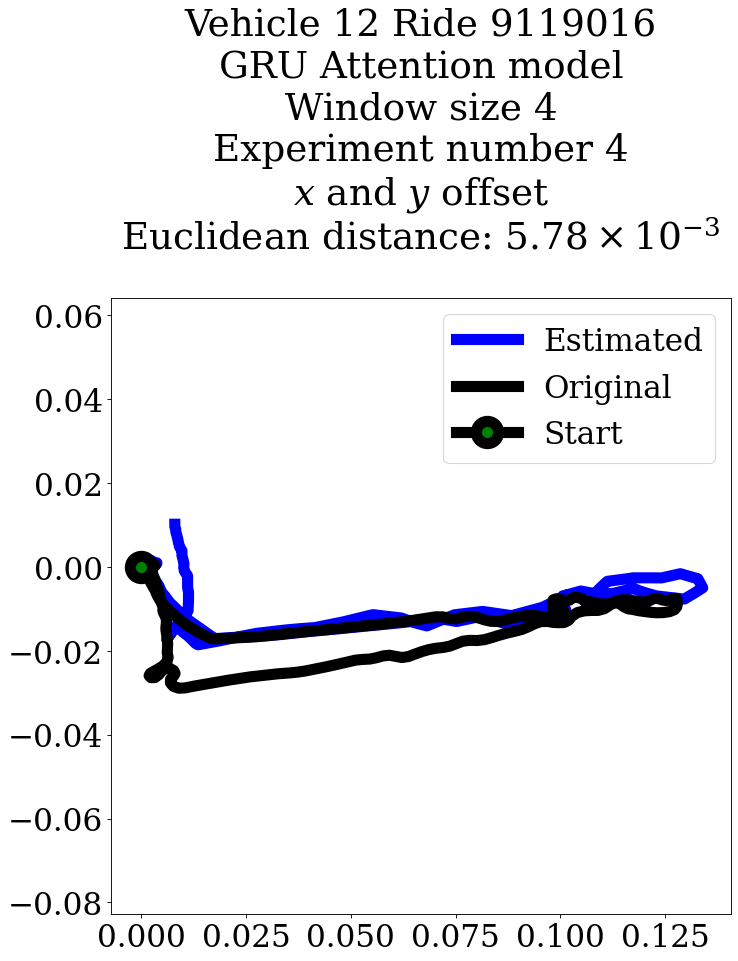 Vehicle 12 Ride 9119016
GRU Attention model
Window size 4
Experiment number 4
x and y offset
Euclidean distance: 5.78 × 10⁻³
Estimated
Original
Start
0.06
0.04
0.02
0.00
−0.02
−0.04
−0.06
−0.08
0.000 0.025 0.050 0.075 0.100 0.125